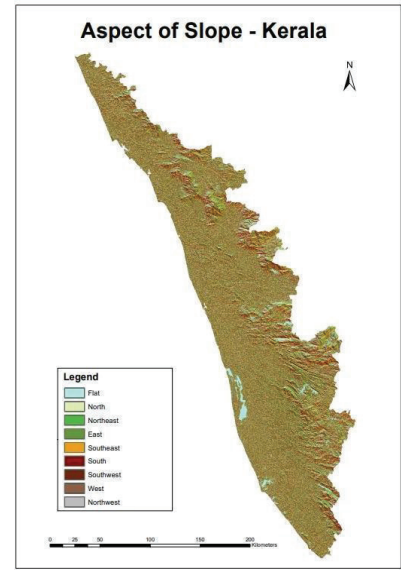 Aspect of Slope - Kerala
N
Legend
Flat
North
Northeast
East
Southeast
South
Southwest
West
Northwest
0 25 50 100 150 200
Kilometers